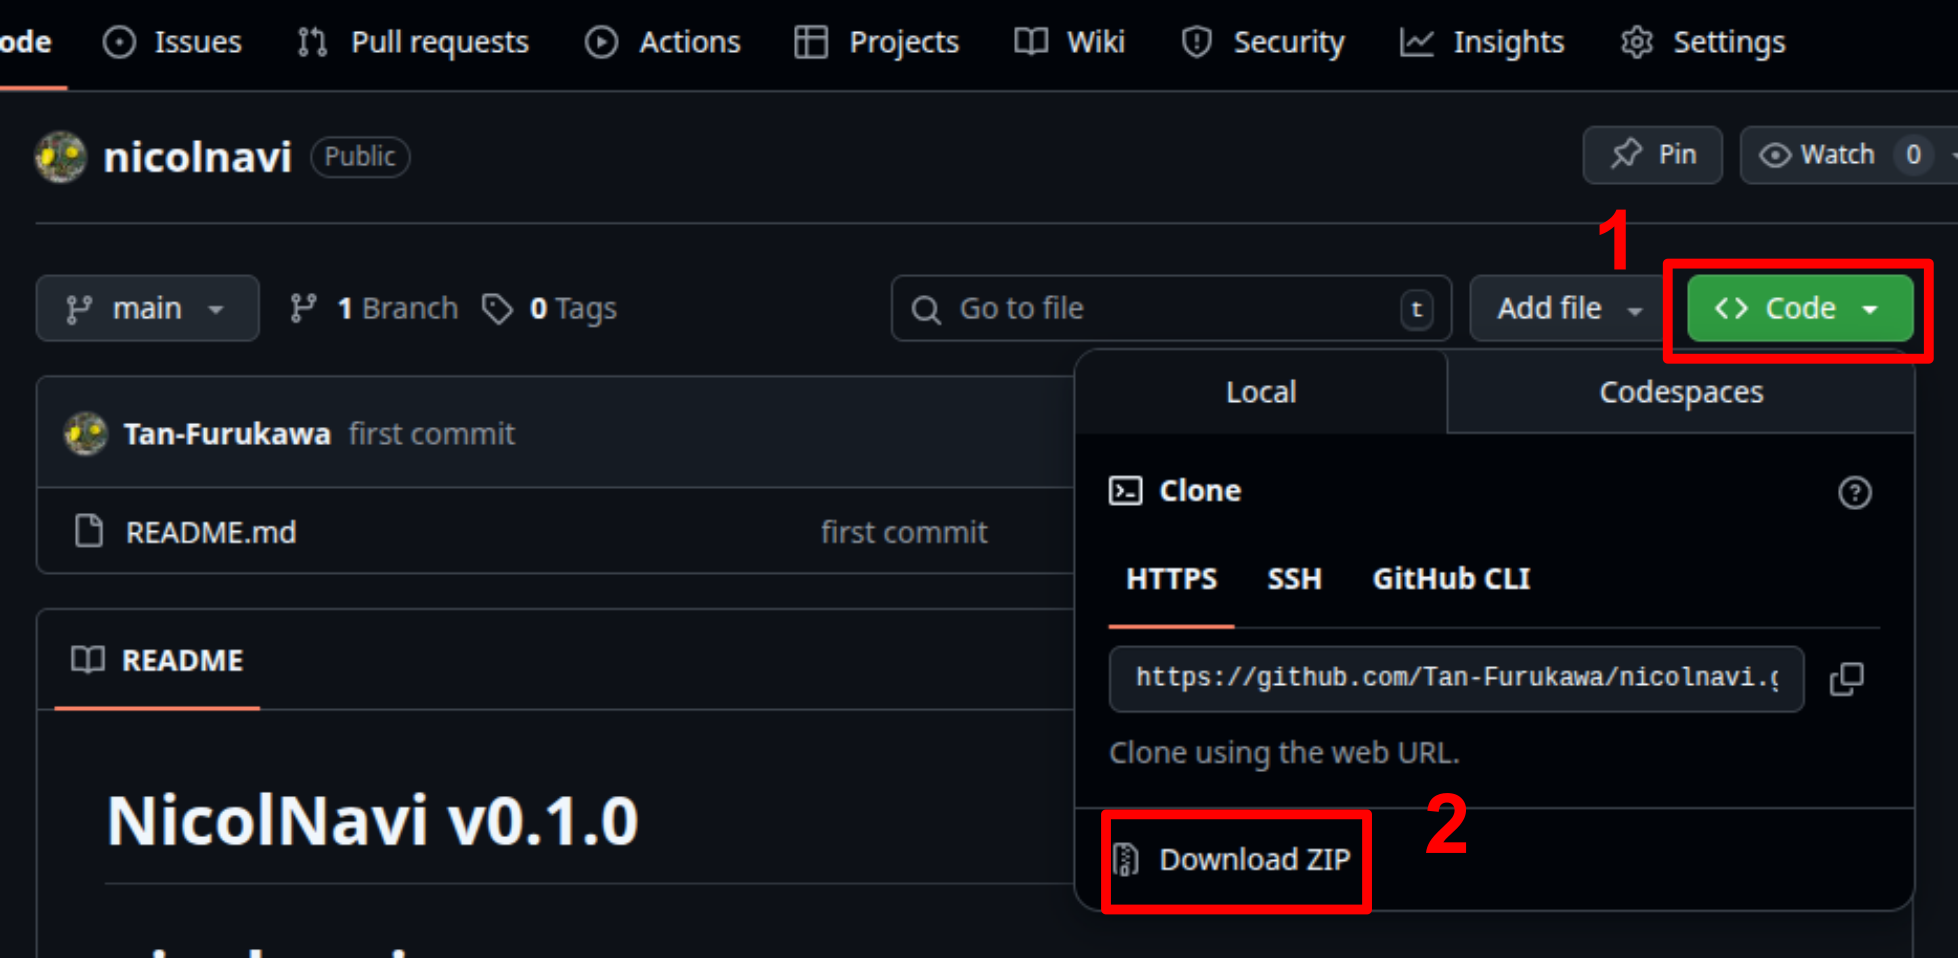 ode Issues Pull requests Actions Projects Wiki Security Insights Settings
nicolnavi Public Pin Watch 0
1
main 1 Branch 0 Tags Go to file t Add file <> Code
Local Codespaces
Tan-Furukawa first commit
Clone
README.md first commit
HTTPS SSH GitHub CLI
README
https://github.com/Tan-Furukawa/nicolnavi.g
Clone using the web URL.
NicolNavi v0.1.0
2
Download ZIP